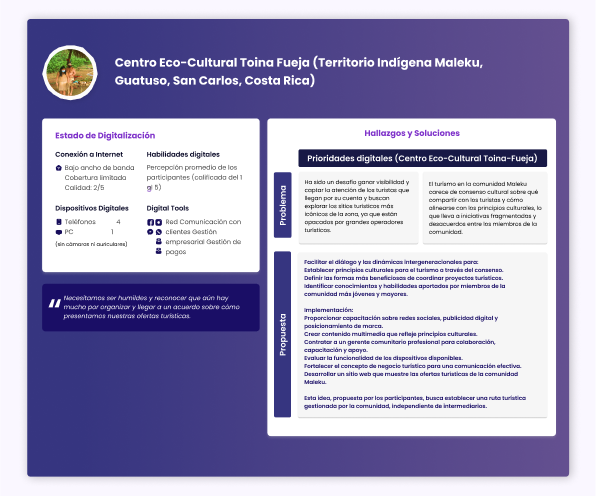 Centro Eco-Cultural Toina Fueja (Territorio Indígena Maleku,
Guatuso, San Carlos, Costa Rica)
Estado de Digitalización
Conexión a Internet
Bajo ancho de banda
Cobertura limitada
Calidad: 2/5
Habilidades digitales
Percepción promedio de los
participantes (calificada del 1
al 5)
Dispositivos Digitales
Teléfonos 4
PC 1
(sin cámaras ni auriculares)
Digital Tools
Red Comunicación con
clientes Gestión
empresarial Gestión de
pagos
Necesitamos ser humildes y reconocer que aún hay
mucho por organizar y llegar a un acuerdo sobre cómo
presentamos nuestras ofertas turísticas.
Hallazgos y Soluciones
Prioridades digitales (Centro Eco-Cultural Toina-Fueja)
Problema
Ha sido un desafío ganar visibilidad y
captar la atención de los turistas que
llegan por su cuenta y buscan
explorar los sitios turísticos más
icónicos de la zona, ya que están
opacados por grandes operadores
turísticos.
El turismo en la comunidad Maleku
carece de consenso cultural sobre qué
compartir con los turistas y cómo
alinearse con los principios culturales, lo
que lleva a iniciativas fragmentadas y
desacuerdos entre los miembros de la
comunidad.
Propuesta
Facilitar el diálogo y las dinámicas intergeneracionales para:
Establecer principios culturales para el turismo a través del consenso.
Definir las formas más beneficiosas de coordinar proyectos turísticos.
Identificar conocimientos y habilidades aportados por miembros de la
comunidad más jóvenes y mayores.
Implementación:
Proporcionar capacitación sobre redes sociales, publicidad digital y
posicionamiento de marca.
Crear contenido multimedia que refleje principios culturales.
Contratar a un gerente comunitario profesional para colaboración,
capacitación y apoyo.
Evaluar la funcionalidad de los dispositivos disponibles.
Fortalecer el concepto de negocio turístico para una comunicación efectiva.
Desarrollar un sitio web que muestre las ofertas turísticas de la comunidad
Maleku.
Esta idea, propuesta por los participantes, busca establecer una ruta turística
gestionada por la comunidad, independiente de intermediarios.